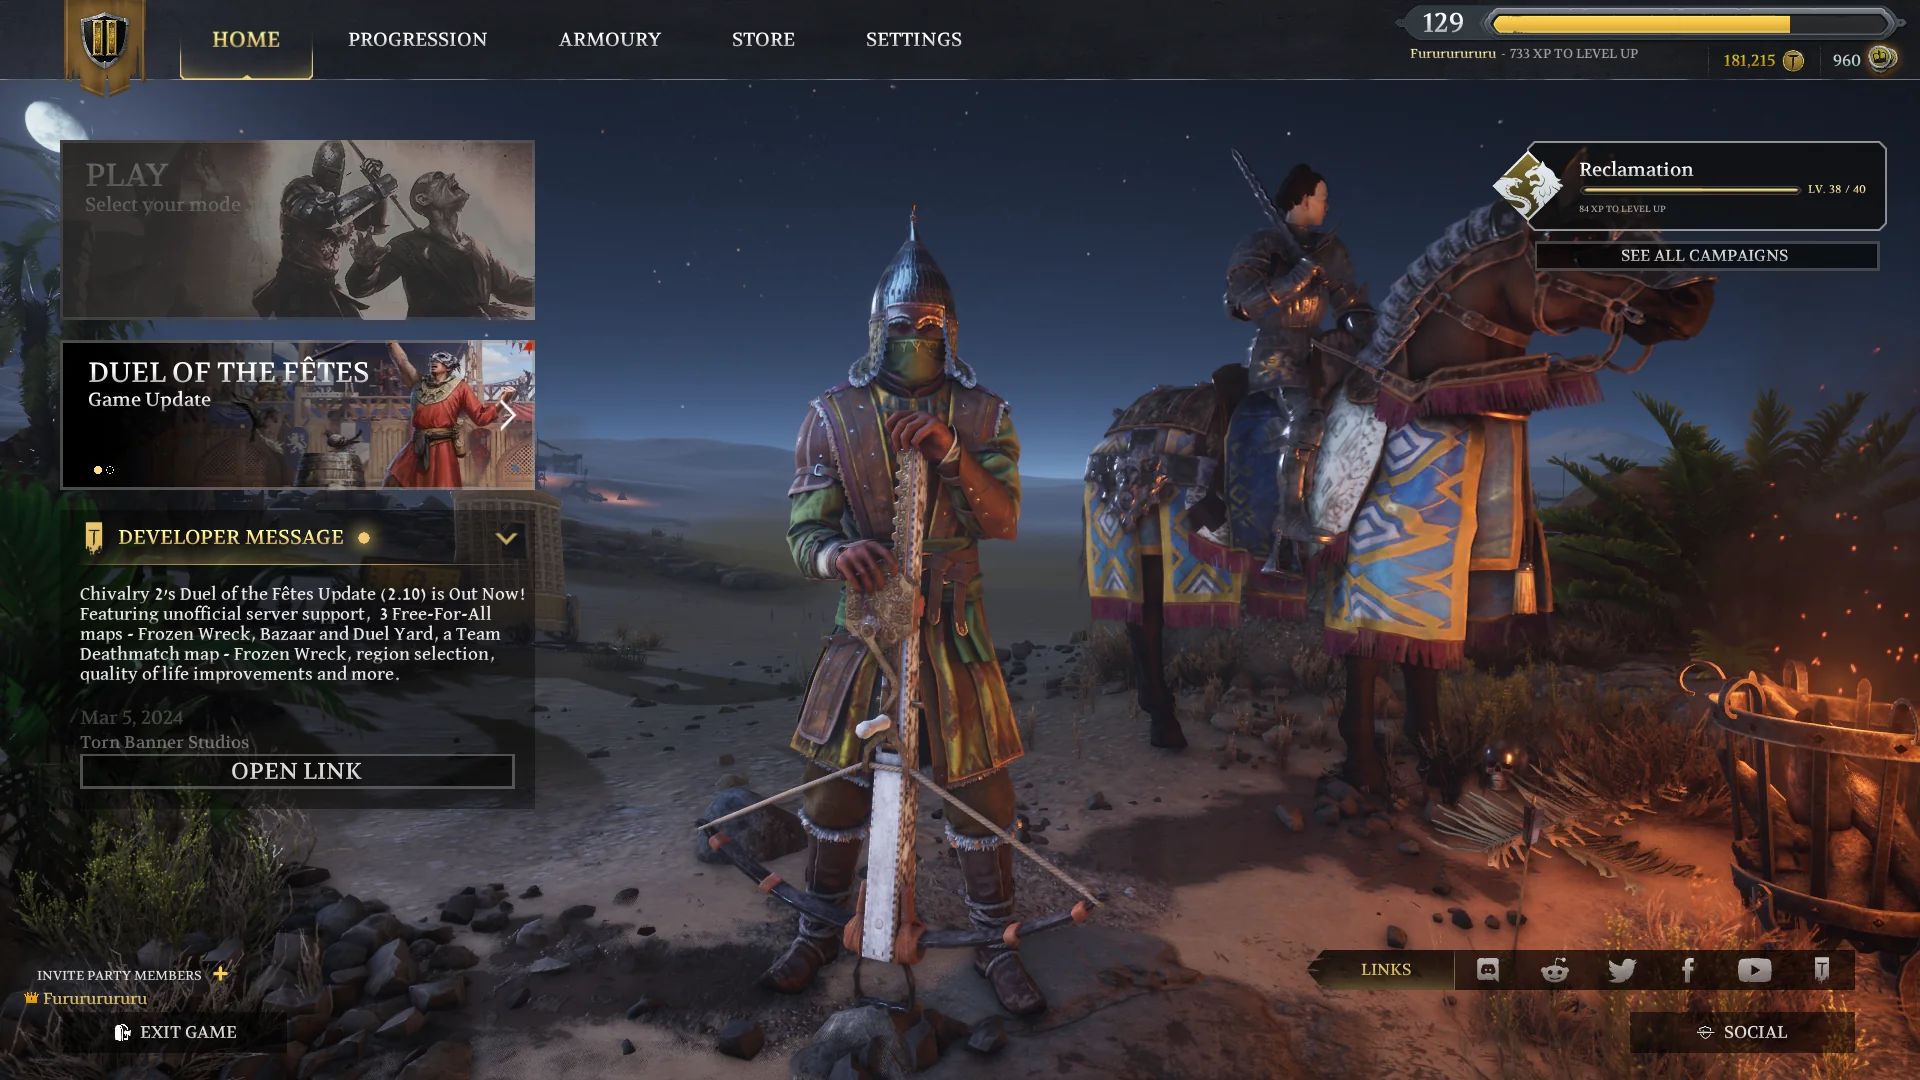 HOME
PROGRESSION
ARMOURY
STORE
SETTINGS
129
Fururururururu - 733 XP TO LEVEL UP
181,215
960
PLAY
Select your mode
Reclamation
LV. 38 / 40
84 XP TO LEVEL UP
SEE ALL CAMPAIGNS
DUEL OF THE FÊTES
Game Update
DEVELOPER MESSAGE
Chivalry 2's Duel of the Fêtes Update (2.10) is Out Now!
Featuring unofficial server support, 3 Free-For-All
maps - Frozen Wreck, Bazaar and Duel Yard, a Team
Deathmatch map - Frozen Wreck, region selection,
quality of life improvements and more.
Mar 5, 2024
Torn Banner Studios
OPEN LINK
INVITE PARTY MEMBERS
Fururururururu
EXIT GAME
LINKS
SOCIAL